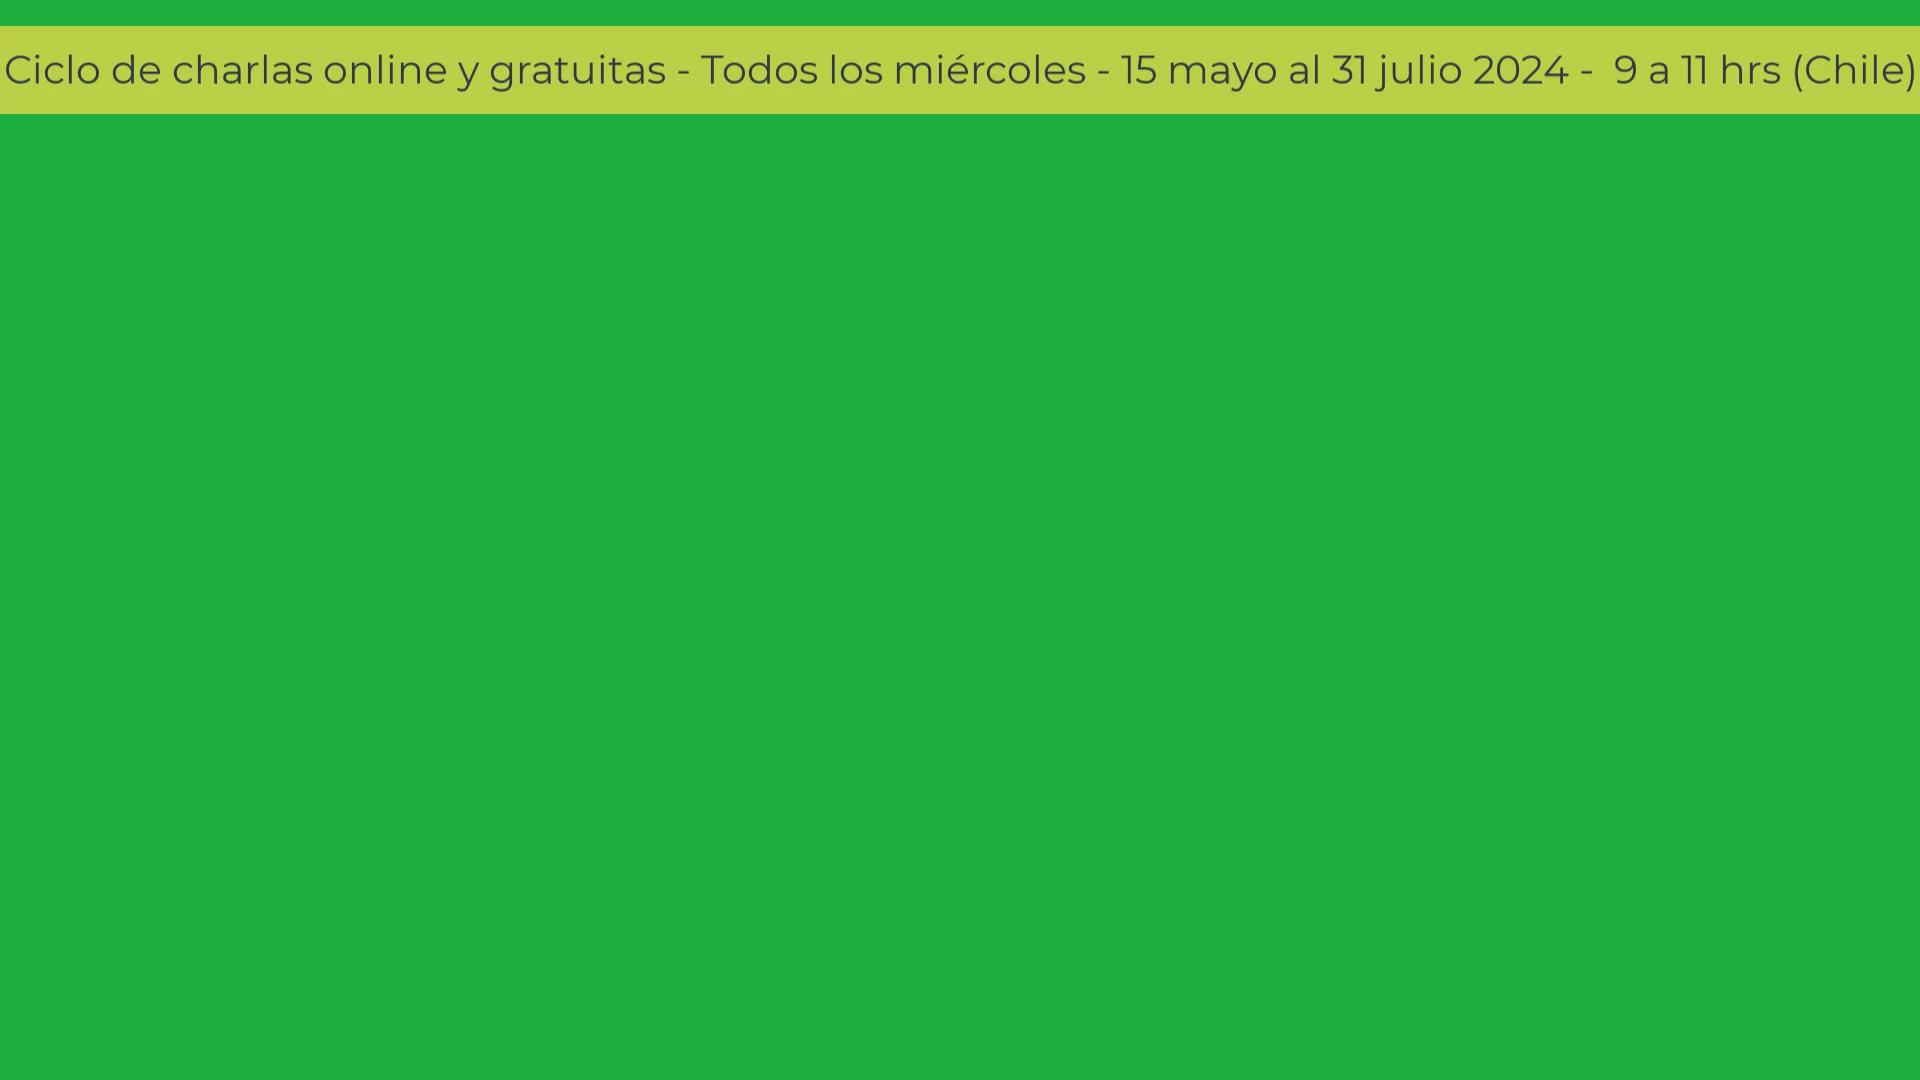 Ciclo de charlas online y gratuitas - Todos los miércoles - 15 mayo al 31 julio 2024 -  9 a 11 hrs (Chile)